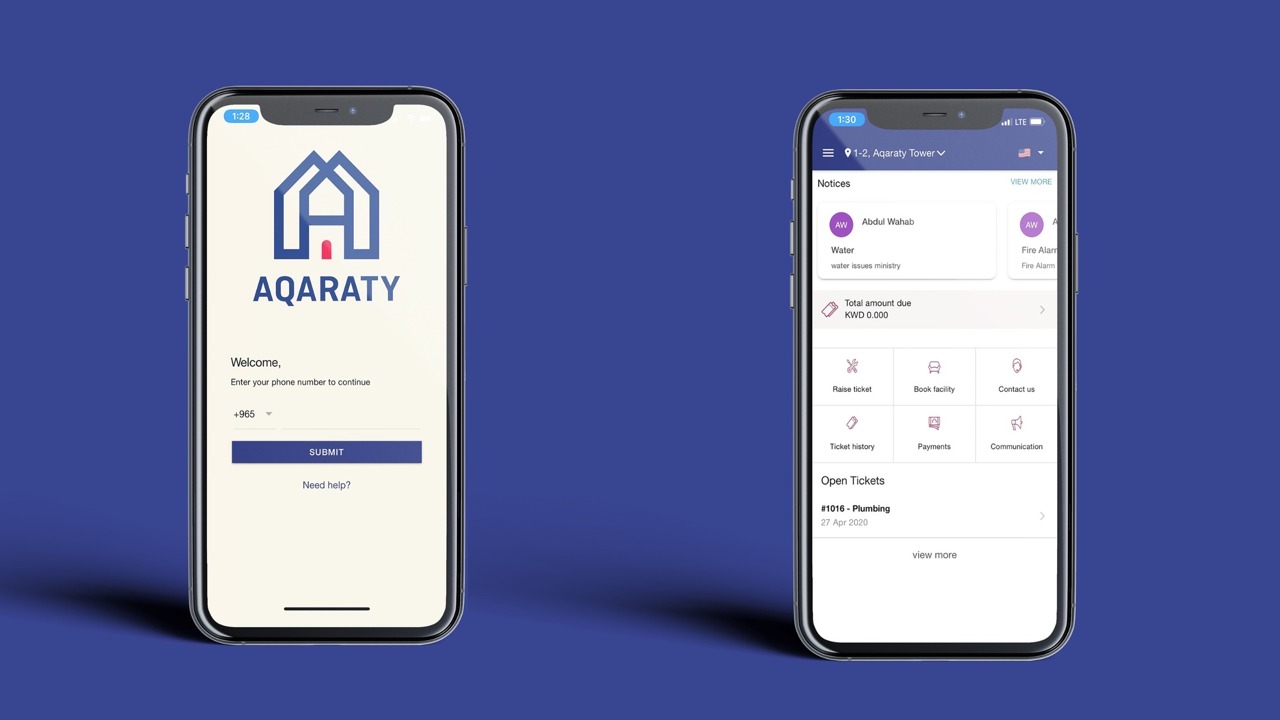 1:28
AQARATY
Welcome,
Enter your phone number to continue
+965
SUBMIT
Need help?
1:30
LTE
1-2, Aqaraty Tower
Notices
VIEW MORE
AW
Abdul Wahab
Water
water issues ministry
AW
A
Fire Alarm
Fire Alarm
Total amount due
KWD 0.000
Raise ticket
Book facility
Contact us
Ticket history
Payments
Communication
Open Tickets
#1016 - Plumbing
27 Apr 2020
view more